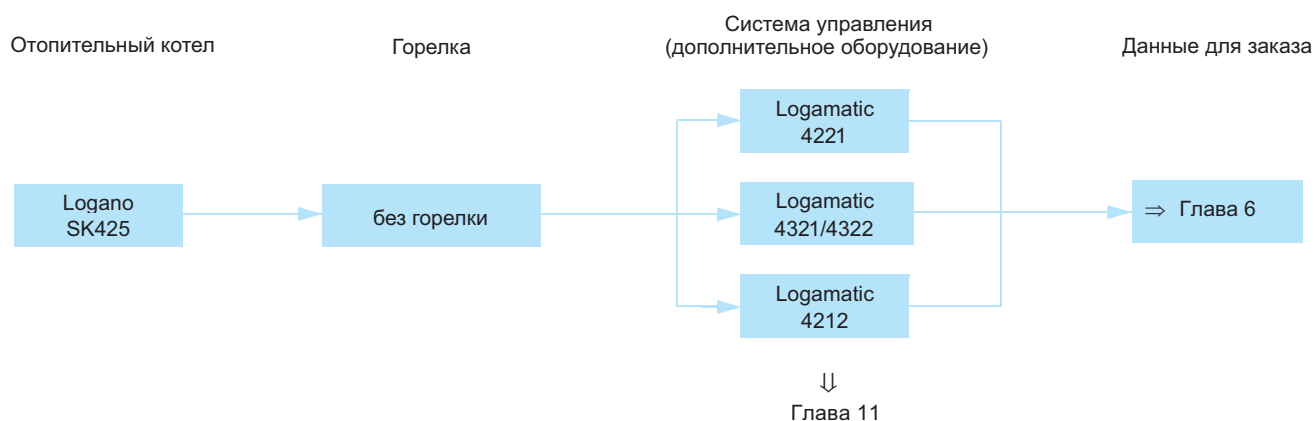 Отопительный котел
Горелка
Система управления
(дополнительное оборудование)
Данные для заказа
Logano
SK425
без горелки
Logamatic
4221
Logamatic
4321/4322
Logamatic
4212
⇒ Глава 6
⇓
Глава 11